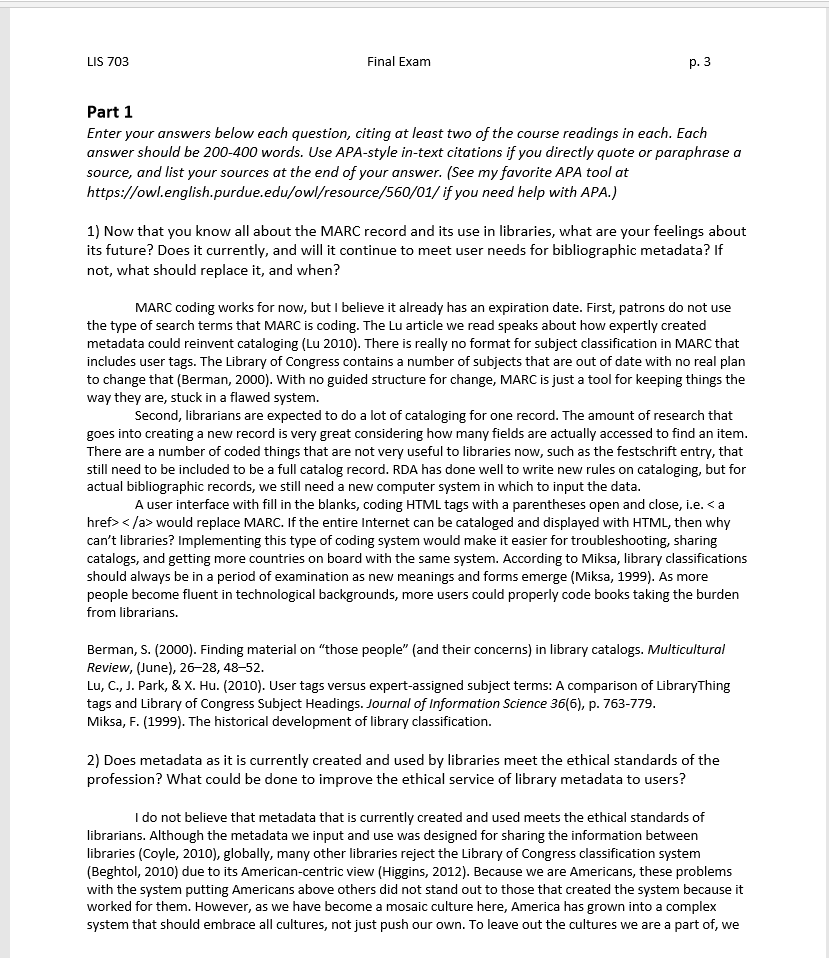 LIS 703 Final Exam p. 3
Part 1
Enter your answers below each question, citing at least two of the course readings in each. Each
answer should be 200-400 words. Use APA-style in-text citations if you directly quote or paraphrase a
source, and list your sources at the end of your answer. (See my favorite APA tool at
https://owl.english.purdue.edu/owl/resource/560/01/ if you need help with APA.)
1) Now that you know all about the MARC record and its use in libraries, what are your feelings about
its future? Does it currently, and will it continue to meet user needs for bibliographic metadata? If
not, what should replace it, and when?
MARC coding works for now, but I believe it already has an expiration date. First, patrons do not use
the type of search terms that MARC is coding. The Lu article we read speaks about how expertly created
metadata could reinvent cataloging (Lu 2010). There is really no format for subject classification in MARC that
includes user tags. The Library of Congress contains a number of subjects that are out of date with no real plan
to change that (Berman, 2000). With no guided structure for change, MARC is just a tool for keeping things the
way they are, stuck in a flawed system.
Second, librarians are expected to do a lot of cataloging for one record. The amount of research that
goes into creating a new record is very great considering how many fields are actually accessed to find an item.
There are a number of coded things that are not very useful to libraries now, such as the festschrift entry, that
still need to be included to be a full catalog record. RDA has done well to write new rules on cataloging, but for
actual bibliographic records, we still need a new computer system in which to input the data.
A user interface with fill in the blanks, coding HTML tags with a parentheses open and close, i.e. < a
href> < /a> would replace MARC. If the entire Internet can be cataloged and displayed with HTML, then why
can’t libraries? Implementing this type of coding system would make it easier for troubleshooting, sharing
catalogs, and getting more countries on board with the same system. According to Miksa, library classifications
should always be in a period of examination as new meanings and forms emerge (Miksa, 1999). As more
people become fluent in technological backgrounds, more users could properly code books taking the burden
from librarians.
Berman, S. (2000). Finding material on “those people” (and their concerns) in library catalogs. Multicultural
Review, (June), 26–28, 48–52.
Lu, C., J. Park, & X. Hu. (2010). User tags versus expert-assigned subject terms: A comparison of LibraryThing
tags and Library of Congress Subject Headings. Journal of Information Science 36(6), p. 763-779.
Miksa, F. (1999). The historical development of library classification.
2) Does metadata as it is currently created and used by libraries meet the ethical standards of the
profession? What could be done to improve the ethical service of library metadata to users?
I do not believe that metadata that is currently created and used meets the ethical standards of
librarians. Although the metadata we input and use was designed for sharing the information between
libraries (Coyle, 2010), globally, many other libraries reject the Library of Congress classification system
(Beghtol, 2010) due to its American-centric view (Higgins, 2012). Because we are Americans, these problems
with the system putting Americans above others did not stand out to those that created the system because it
worked for them. However, as we have become a mosaic culture here, America has grown into a complex
system that should embrace all cultures, not just push our own. To leave out the cultures we are a part of, we